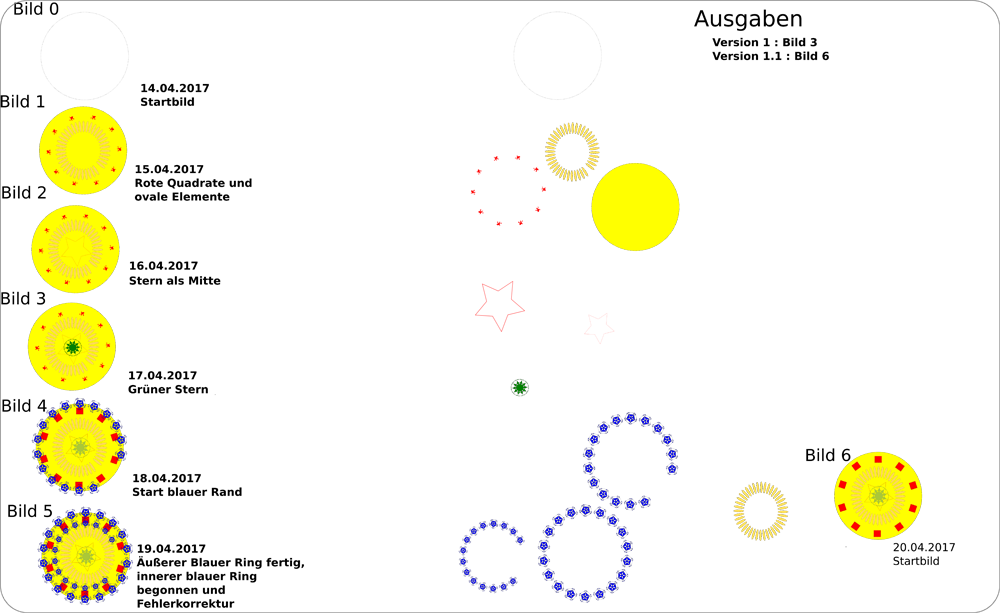 Bild 0
Ausgaben
Version 1 : Bild 3
Version 1.1 : Bild 6
14.04.2017
Startbild
Bild 1
15.04.2017
Rote Quadrate und
ovale Elemente
Bild 2
16.04.2017
Stern als Mitte
Bild 3
17.04.2017
Grüner Stern
Bild 4
18.04.2017
Start blauer Rand
Bild 5
19.04.2017
Äußerer Blauer Ring fertig,
innerer blauer Ring
begonnen und
Fehlerkorrektur
Bild 6
20.04.2017
Startbild